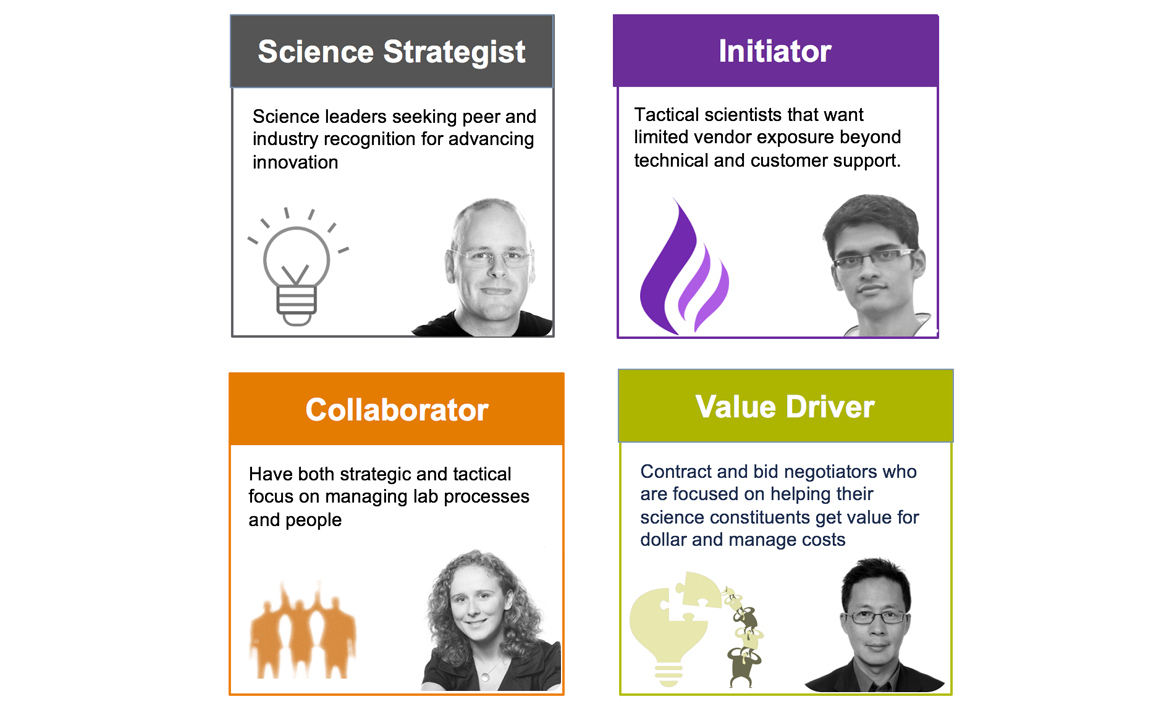 Science Strategist
Science leaders seeking peer and
industry recognition for advancing
innovation
Initiator
Tactical scientists that want
limited vendor exposure beyond
technical and customer support.
Collaborator
Have both strategic and tactical
focus on managing lab processes
and people
Value Driver
Contract and bid negotiators who
are focused on helping their
science constituents get value for
dollar and manage costs